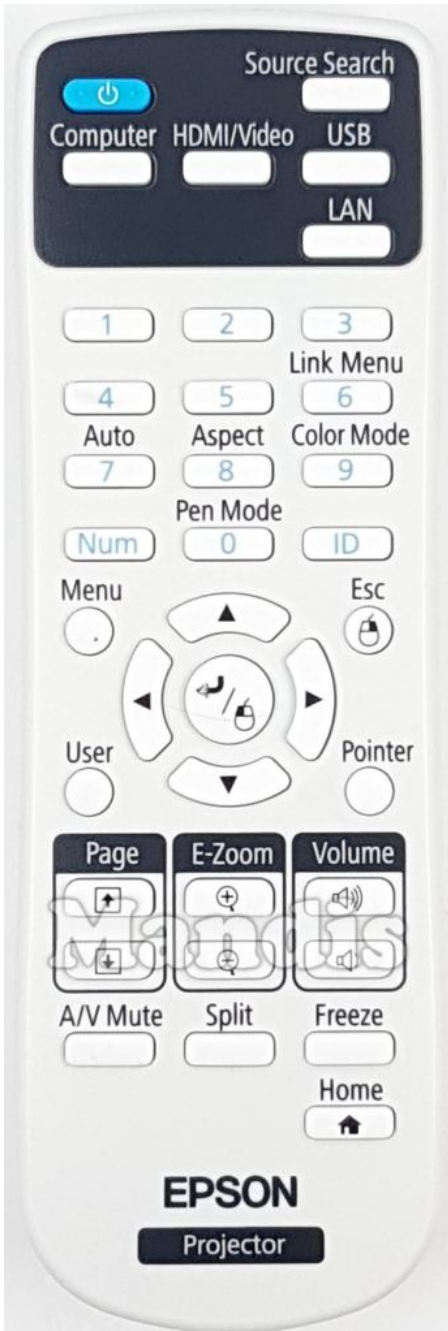 Source Search
Computer HDMI/Video USB
LAN
1 2 3
Link Menu
4 5 6
Auto Aspect Color Mode
7 8 9
Pen Mode
Num 0 ID
Menu Esc
User Pointer
Page E-Zoom Volume
Mandis
A/V Mute Split Freeze
Home
EPSON
Projector